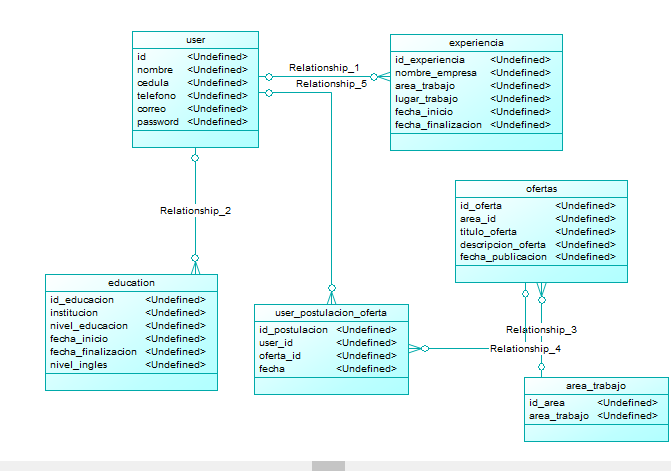 user
id <Undefined>
nombre <Undefined>
cedula <Undefined>
telefono <Undefined>
correo <Undefined>
password <Undefined>
Relationship_1
Relationship_5
experiencia
id_experiencia <Undefined>
nombre_empresa <Undefined>
area_trabajo <Undefined>
lugar_trabajo <Undefined>
fecha_inicio <Undefined>
fecha_finalizacion <Undefined>
Relationship_2
ofertas
id_oferta <Undefined>
area_id <Undefined>
titulo_oferta <Undefined>
descripcion_oferta <Undefined>
fecha_publicacion <Undefined>
education
id_educacion <Undefined>
institucion <Undefined>
nivel_educacion <Undefined>
fecha_inicio <Undefined>
fecha_finalizacion <Undefined>
nivel_ingles <Undefined>
user_postulacion_oferta
id_postulacion <Undefined>
user_id <Undefined>
oferta_id <Undefined>
fecha <Undefined>
Relationship_3
Relationship_4
area_trabajo
id_area <Undefined>
area_trabajo <Undefined>